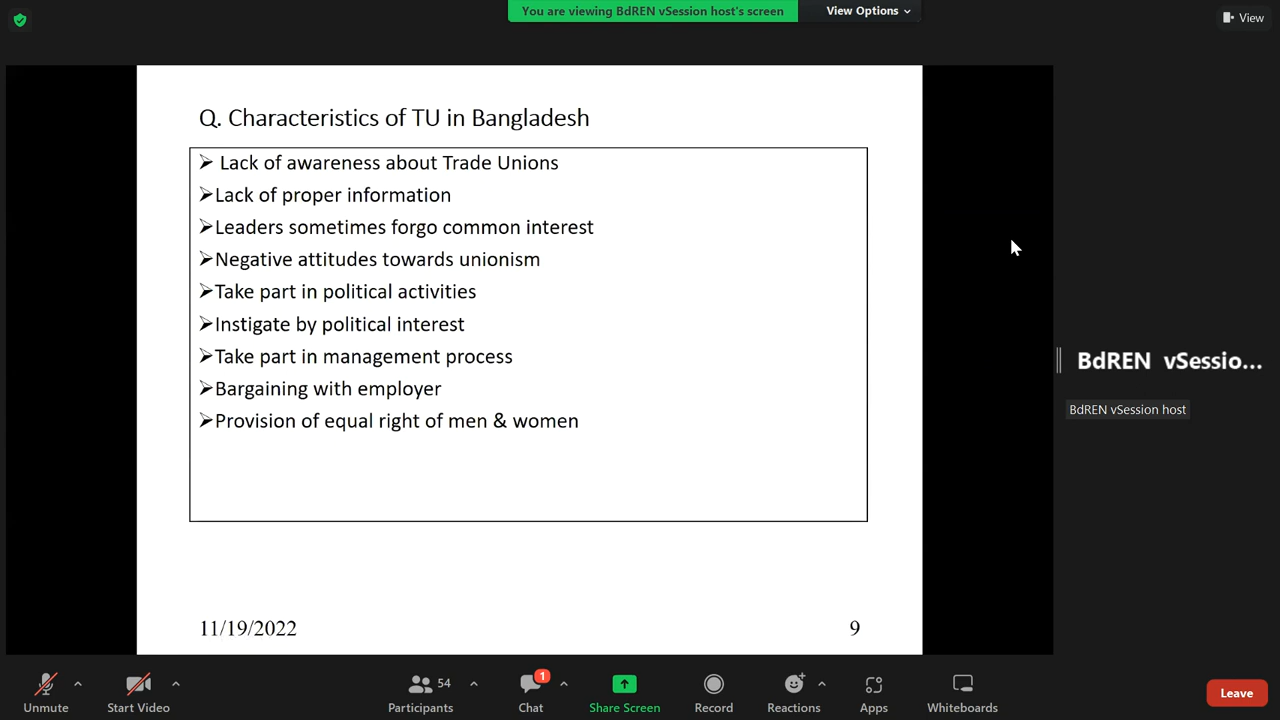 You are viewing BdREN vSession host's screen
View Options
View
Q. Characteristics of TU in Bangladesh
➢ Lack of awareness about Trade Unions
➢Lack of proper information
➢Leaders sometimes forgo common interest
➢Negative attitudes towards unionism
➢Take part in political activities
➢Instigate by political interest
➢Take part in management process
➢Bargaining with employer
➢Provision of equal right of men & women
11/19/2022
9
BdREN vSessio...
BdREN vSession host
Unmute
Start Video
54
Participants
1
Chat
Share Screen
Record
Reactions
Apps
Whiteboards
Leave